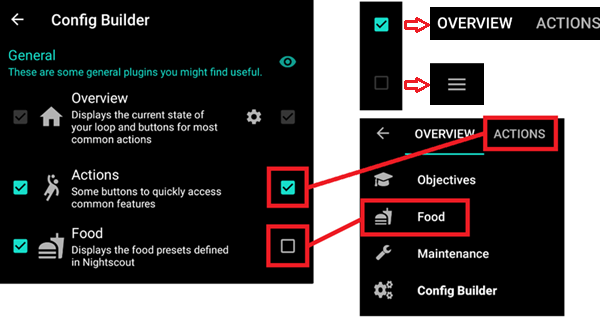 Config Builder
General
These are some general plugins you might find useful.
Overview
Displays the current state of
your loop and buttons for most
common actions
Actions
Some buttons to quickly access
common features
Food
Displays the food presets defined
in Nightscout
OVERVIEW ACTIONS
OVERVIEW ACTIONS
Objectives
Food
Maintenance
Config Builder